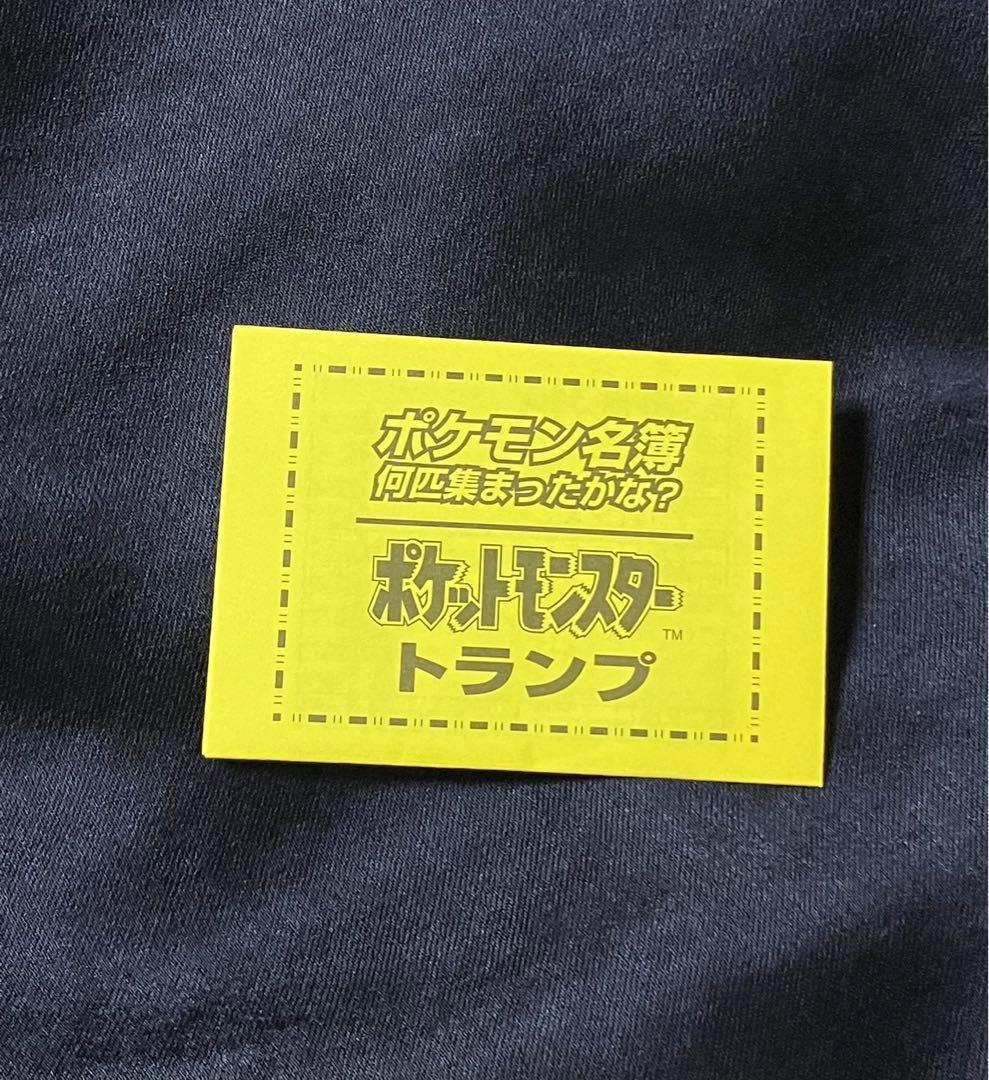 ポケモン名簿
何匹集まったかな?
ポケットモンスター
TM
トランプ